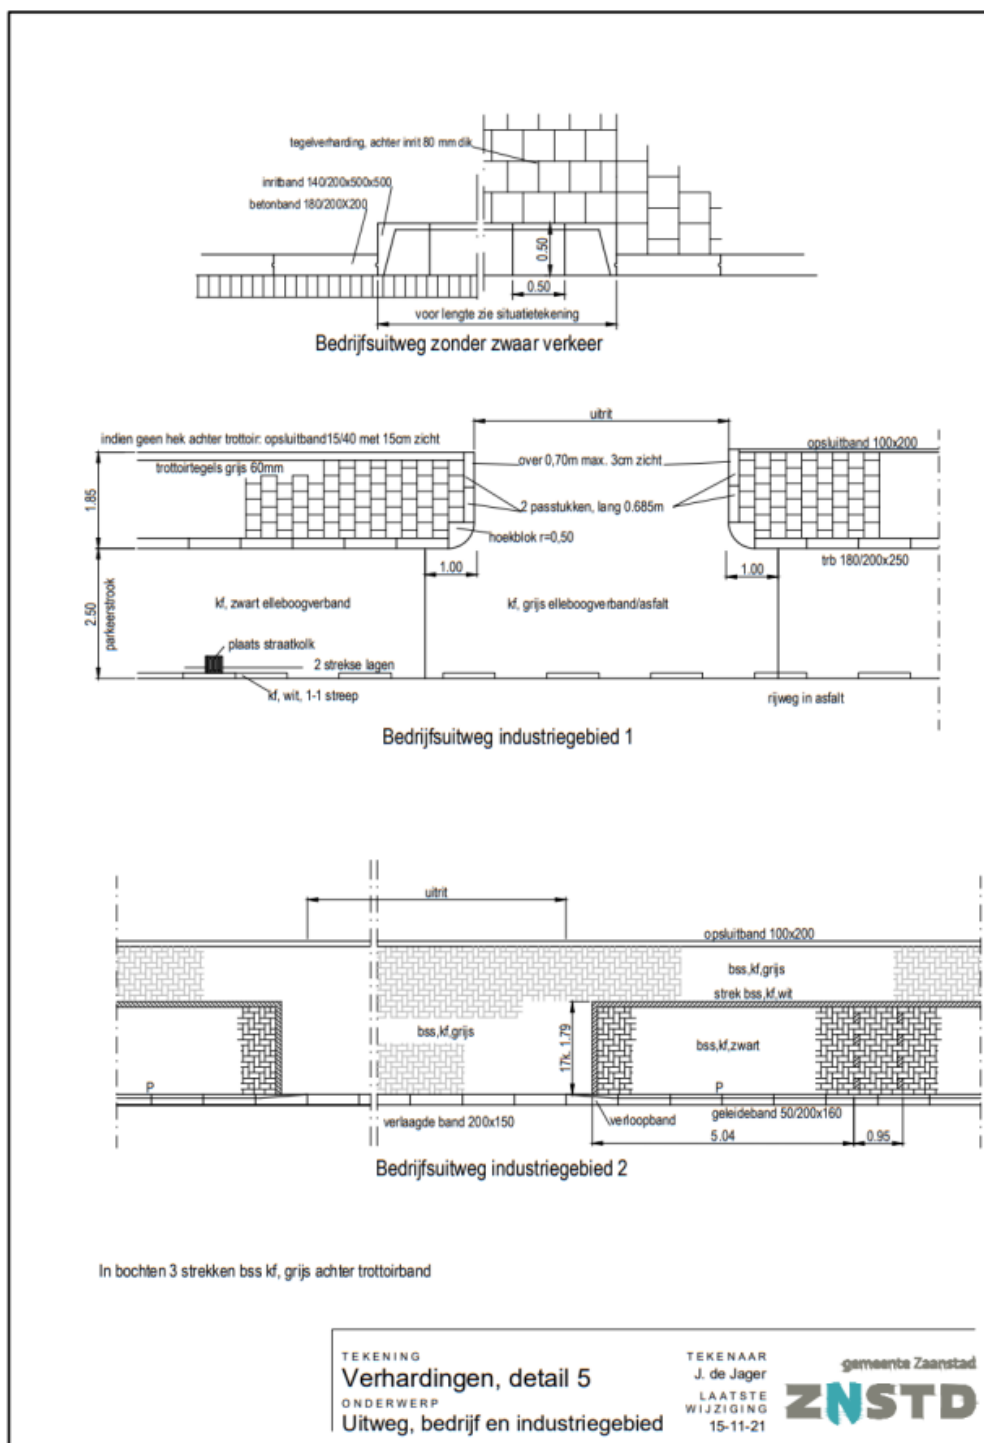 tegelverharding, achter inrit 80 mm dik
inritband 140/200x500x500
betonband 180/200X200
0.50
0.50
voor lengte zie situatietekening
Bedrijfsuitweg zonder zwaar verkeer
uitrit
indien geen hek achter trottoir: opsluitband15/40 met 15cm zicht
opsluitband 100x200
trottoirtegels grijs 60mm
over 0,70m max. 3cm zicht
1.85
2 passtukken, lang 0.685m
hoekblok r=0,50
trb 180/200x250
1.00
1.00
2.50
parkeerstrook
kf, zwart elleboogverband
kf, grijs elleboogverband/asfalt
plaats straatkolk
2 strekse lagen
kf, wit, 1-1 streep
rijweg in asfalt
Bedrijfsuitweg industriegebied 1
uitrit
opsluitband 100x200
bss,kf,grijs
strek bss,kf,wit
bss,kf,grijs
17k. 1.79
bss,kf,zwart
P
P
verlaagde band 200x150
verloopband
geleideband 50/200x160
5.04
0.95
Bedrijfsuitweg industriegebied 2
In bochten 3 strekken bss kf, grijs achter trottoirband
TEKENING
Verhardingen, detail 5
ONDERWERP
Uitweg, bedrijf en industriegebied
TEKENAAR
J. de Jager
LAATSTE
WIJZIGING
15-11-21
gemeente Zaanstad
ZNSTD